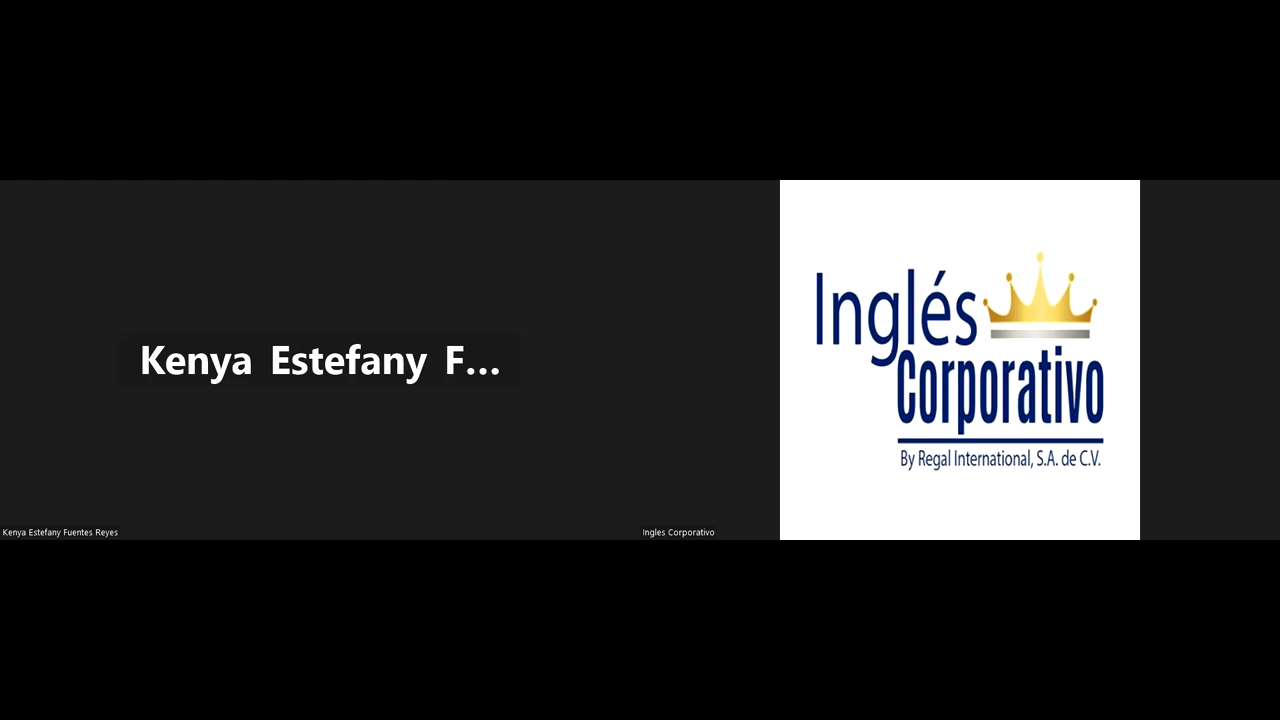 Kenya Estefany F...
Kenya Estefany Fuentes Reyes
Inglés
Corporativo
By Regal International, S.A. de C.V.
Ingles Corporativo